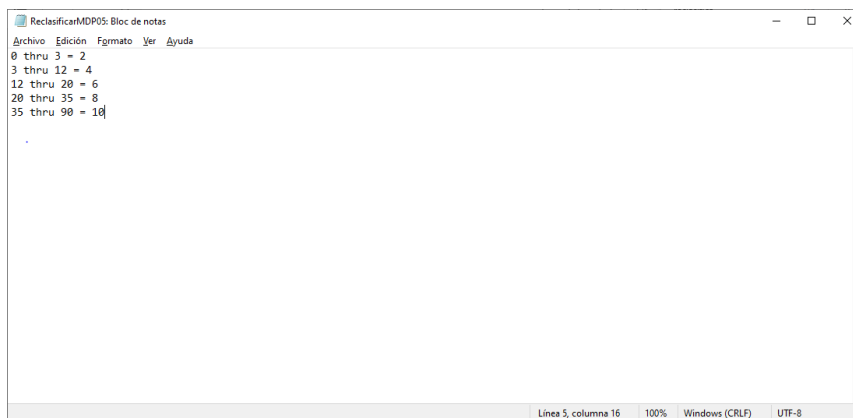 ReclasificarMDP05: Bloc de notas
Archivo Edición Formato Ver Ayuda
0 thru 3 = 2
3 thru 12 = 4
12 thru 20 = 6
20 thru 35 = 8
35 thru 90 = 10
Línea 5, columna 16 100% Windows (CRLF) UTF-8